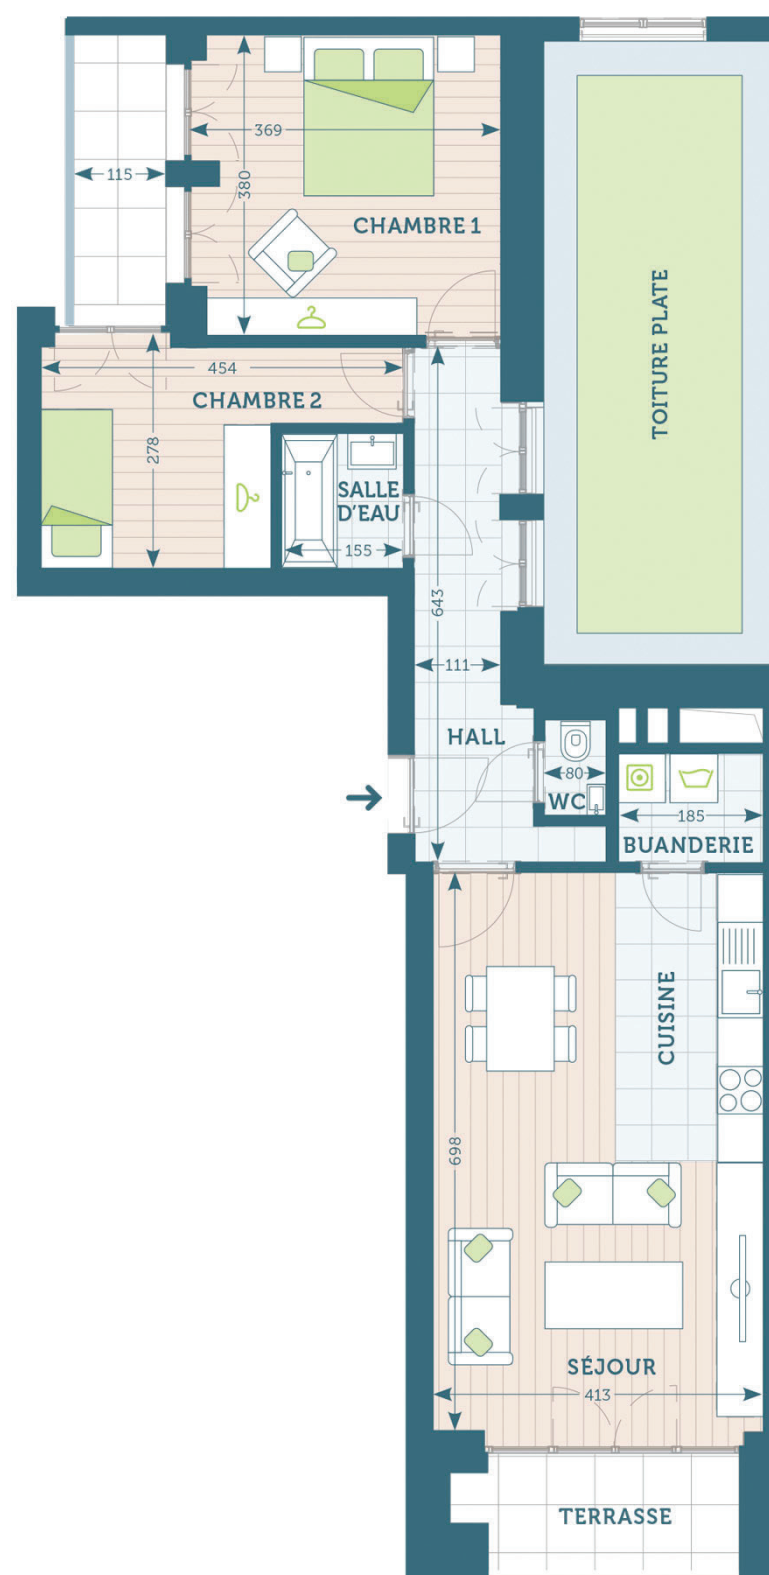 369
115
380
CHAMBRE 1
TOITURE PLATE
454
CHAMBRE 2
278
SALLE
D'EAU
155
643
111
HALL
80
WC
185
BUANDERIE
CUISINE
698
SÉJOUR
413
TERRASSE